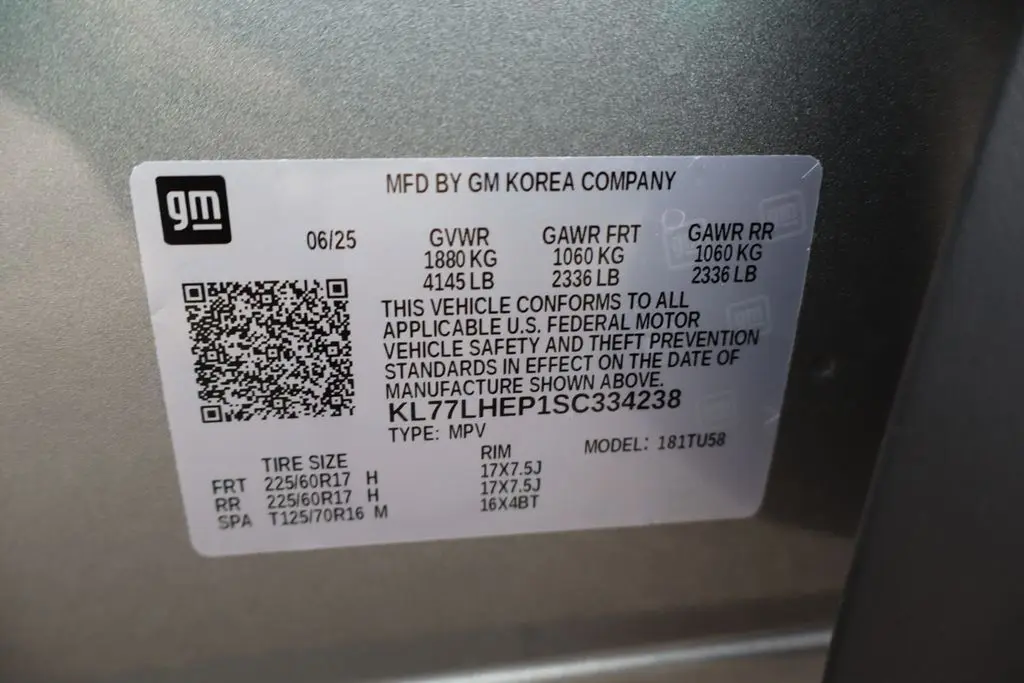 gm
MFD BY GM KOREA COMPANY
06/25
GVWR GAWR FRT GAWR RR
1880 KG 1060 KG 1060 KG
4145 LB 2336 LB 2336 LB
THIS VEHICLE CONFORMS TO ALL
APPLICABLE U.S. FEDERAL MOTOR
VEHICLE SAFETY AND THEFT PREVENTION
STANDARDS IN EFFECT ON THE DATE OF
MANUFACTURE SHOWN ABOVE.
KL77LHEP1SC334238
TYPE: MPV MODEL: 181TU58
TIRE SIZE RIM
FRT 225/60R17 H 17X7.5J
RR 225/60R17 H 17X7.5J
SPA T125/70R16 M 16X4BT